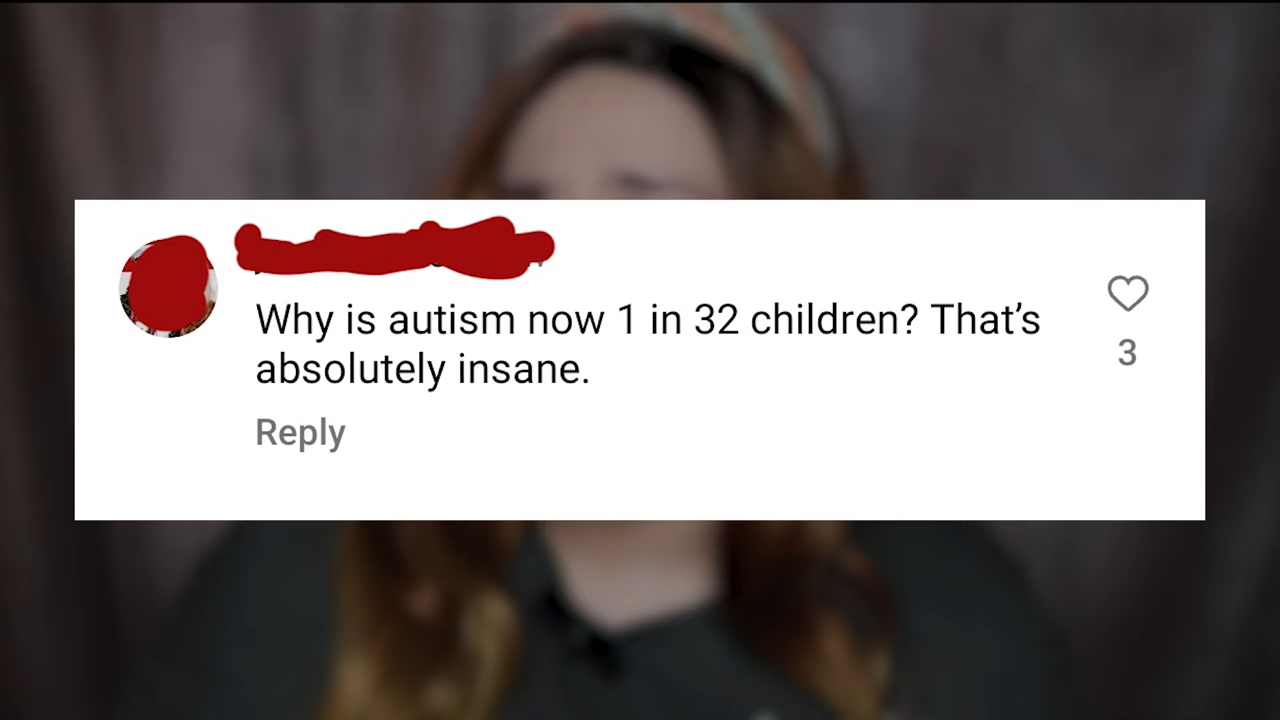 Why is autism now 1 in 32 children? That's
absolutely insane.
Reply
3